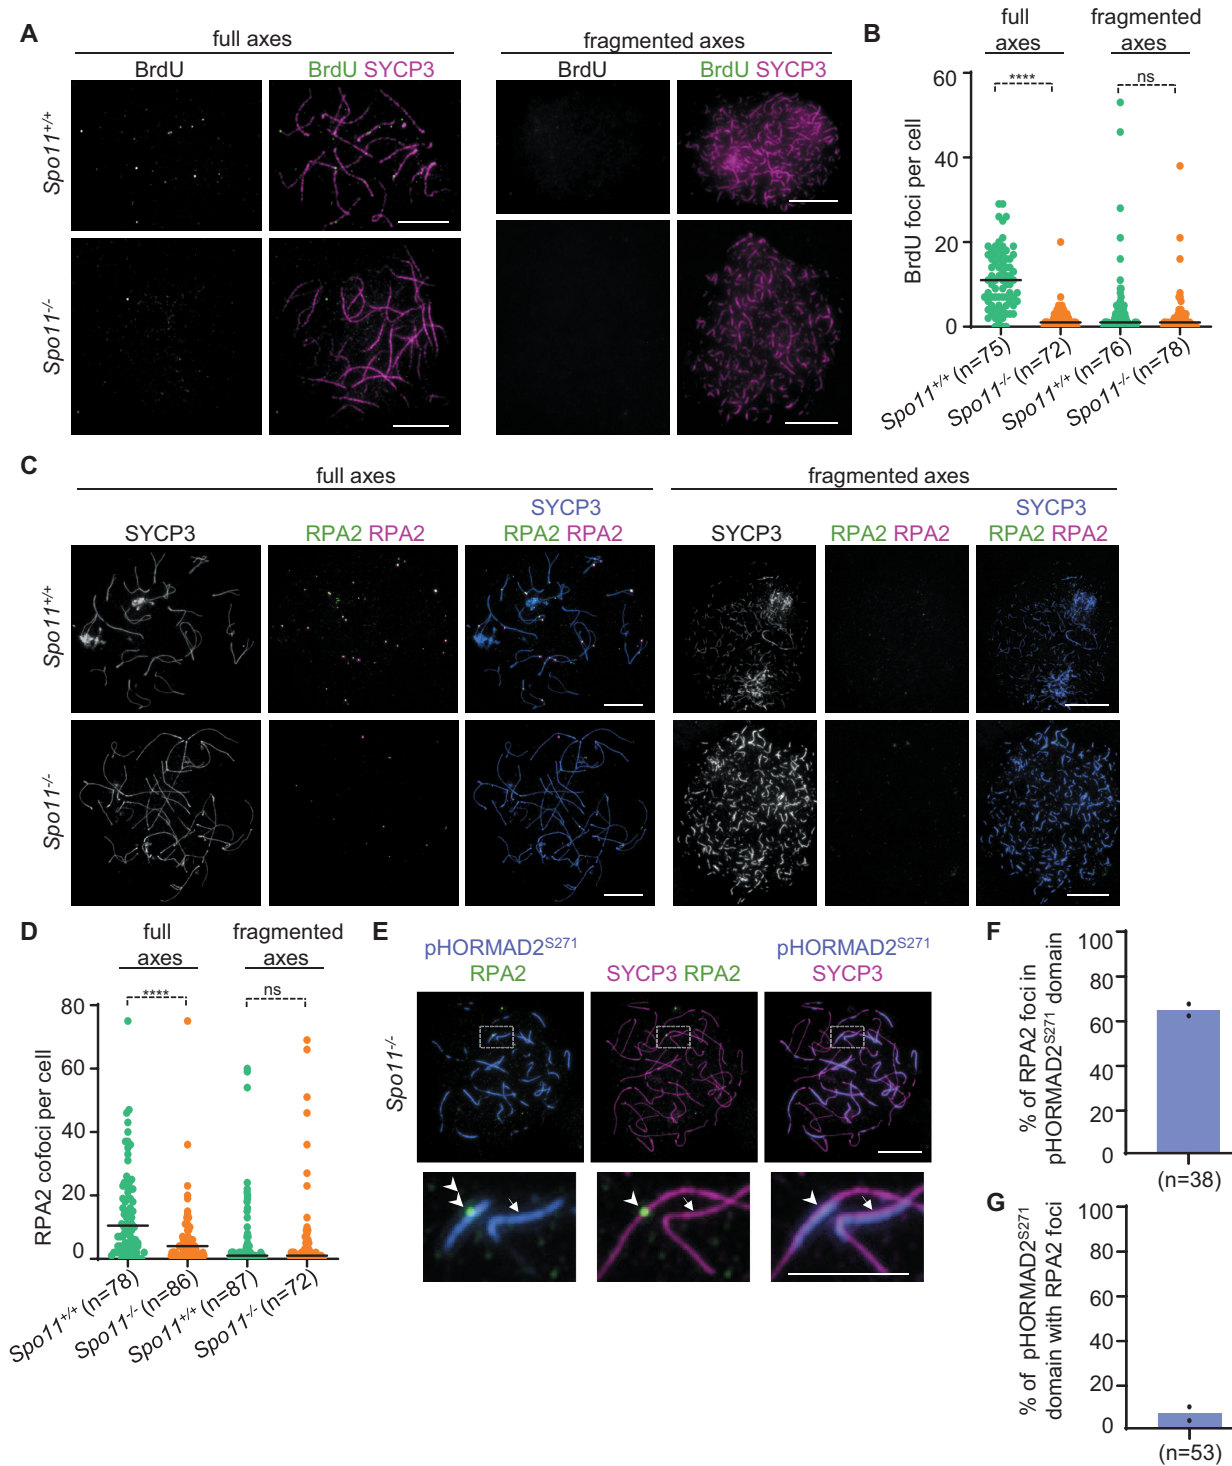 A
full axes
fragmented axes
BrdU
BrdU SYCP3
BrdU
BrdU SYCP3
Spo11+/+
Spo11-/-
B
full axes
fragmented axes
BrdU foci per cell
60
40
20
0
****
ns
Spo11+/+ (n=75)
Spo11-/- (n=72)
Spo11+/+ (n=76)
Spo11-/- (n=78)
C
full axes
fragmented axes
SYCP3
RPA2 RPA2
SYCP3
RPA2 RPA2
SYCP3
RPA2 RPA2
SYCP3
RPA2 RPA2
Spo11+/+
Spo11-/-
D
full axes
fragmented axes
RPA2 cofoci per cell
80
60
40
20
0
****
ns
Spo11+/+ (n=78)
Spo11-/- (n=86)
Spo11+/+ (n=87)
Spo11-/- (n=72)
E
pHORMAD2S271
RPA2
SYCP3 RPA2
pHORMAD2S271
SYCP3
Spo11-/-
F
% of RPA2 foci in
pHORMAD2S271 domain
100
80
60
40
20
0
(n=38)
G
% of pHORMAD2S271
domain with RPA2 foci
100
80
60
40
20
0
(n=53)